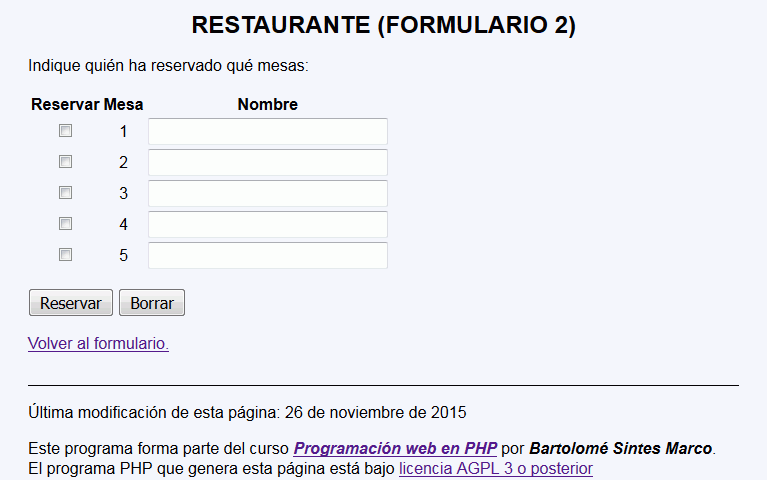 RESTAURANTE (FORMULARIO 2)
Indique quién ha reservado qué mesas:
Reservar Mesa Nombre
1
2
3
4
5
Reservar Borrar
Volver al formulario.
Última modificación de esta página: 26 de noviembre de 2015
Este programa forma parte del curso Programación web en PHP por Bartolomé Sintes Marco.
El programa PHP que genera esta página está bajo licencia AGPL 3 o posterior